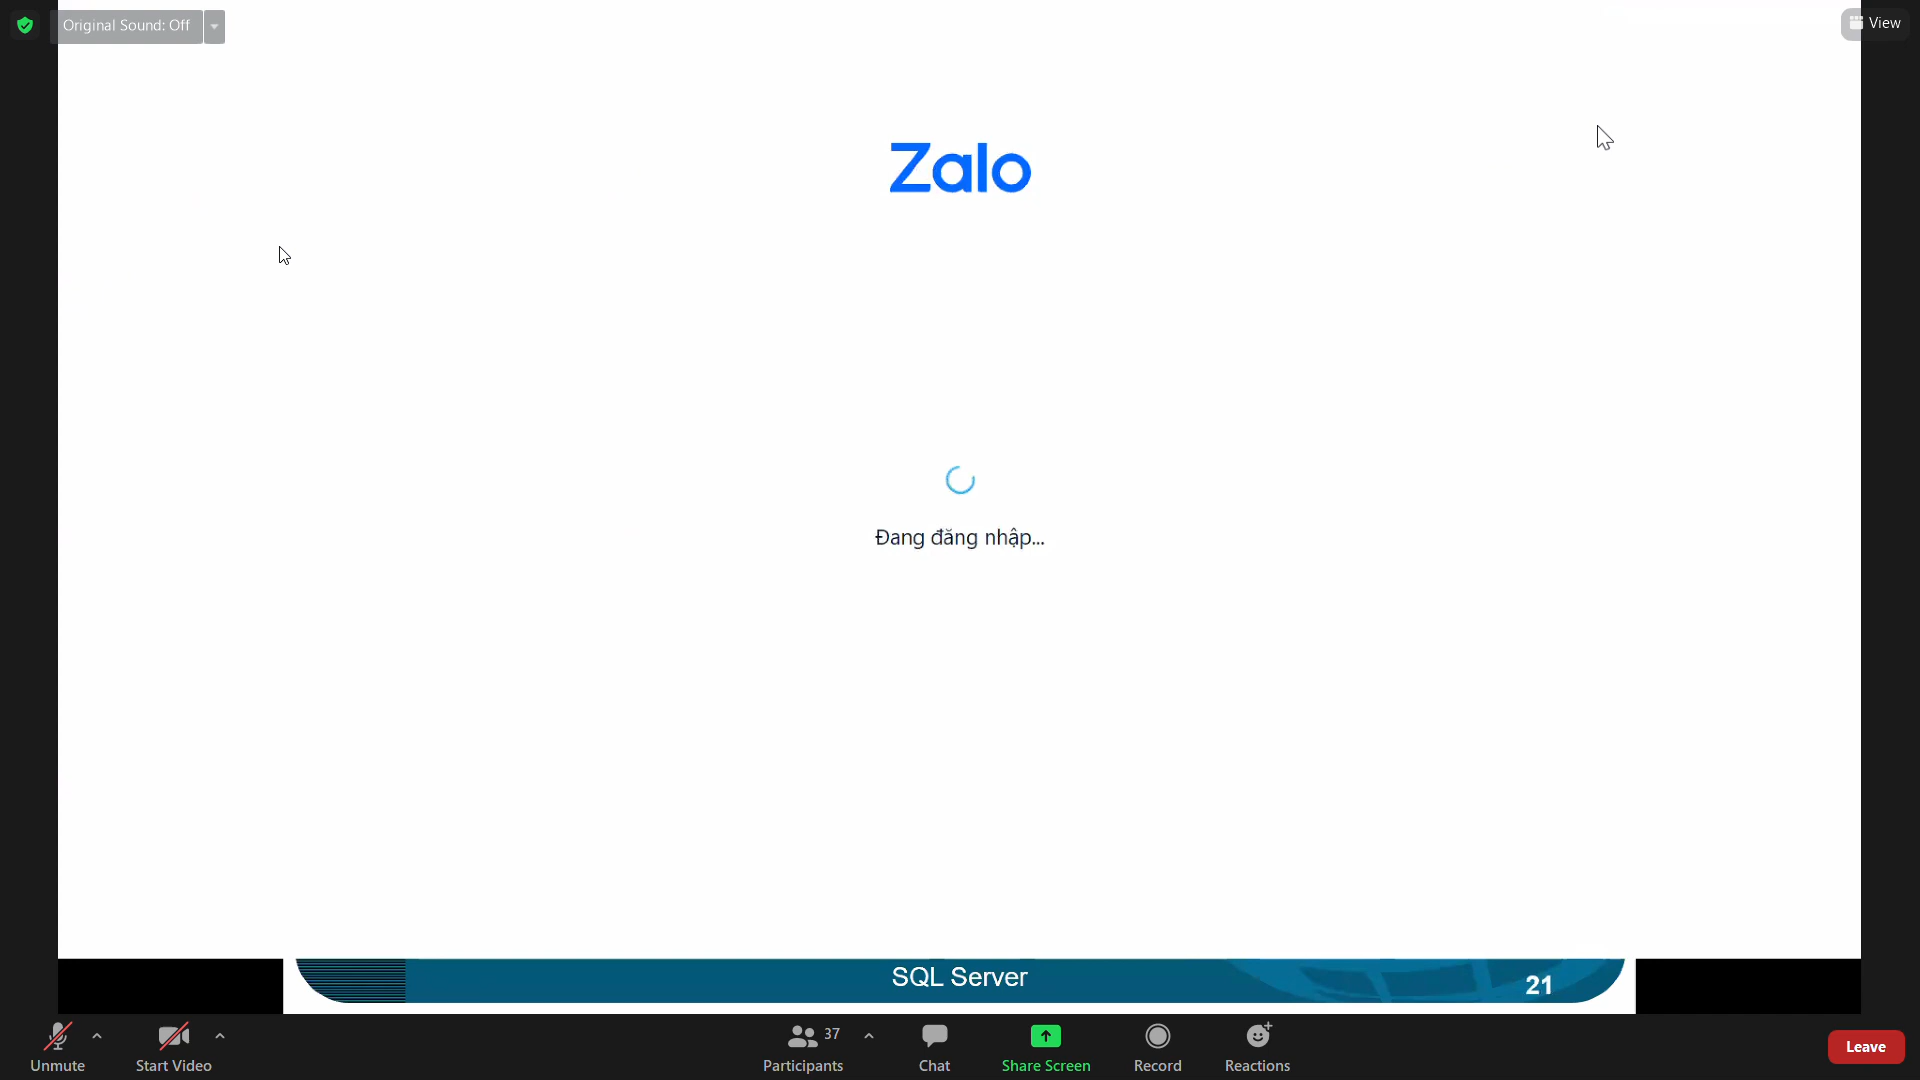 Original Sound: Off
View
Zalo
Đang đăng nhập...
SQL Server
21
Unmute
Start Video
37
Participants
Chat
Share Screen
Record
Reactions
Leave